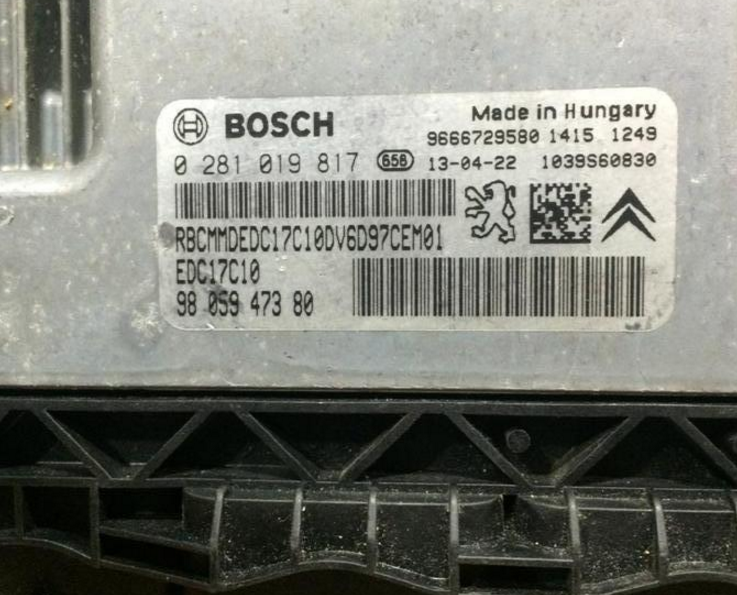 BOSCH Made in Hungary
9666729580 1415 1249
0 281 019 817 656 13-04-22 1039S60830
RBCMMDEDC17C10DV6D97CEM01
EDC17C10
98 059 473 80